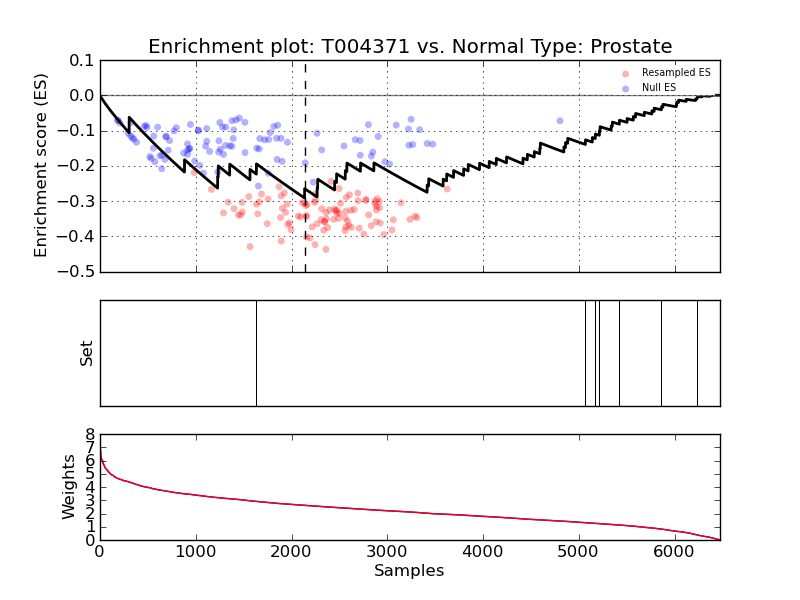 Enrichment plot: T004371 vs. Normal Type: Prostate
Enrichment score (ES)
0.1
0.0
−0.1
−0.2
−0.3
−0.4
−0.5
Resampled ES
Null ES
Set
Weights
8
7
6
5
4
3
2
1
0
0 1000 2000 3000 4000 5000 6000
Samples